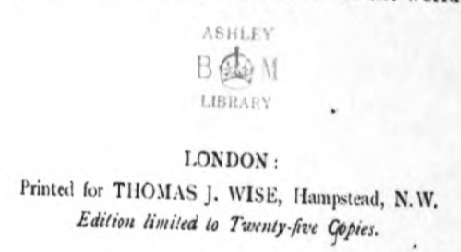 ASHLEY
B M
LIBRARY
LONDON:
Printed for THOMAS J. WISE, Hampstead, N.W.
Edition limited to Twenty-five Copies.